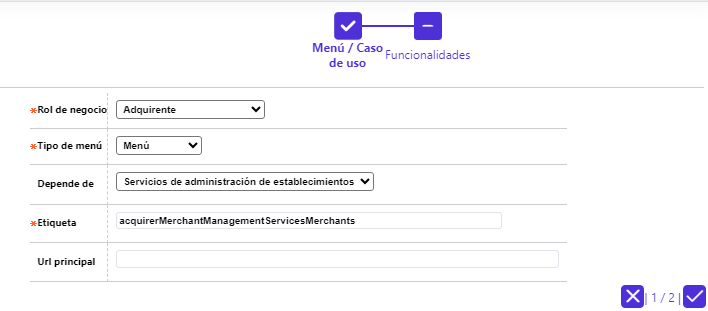 Menú / Caso
de uso
Funcionalidades
*Rol de negocio Adquirente
*Tipo de menú Menú
Depende de Servicios de administración de establecimientos
*Etiqueta acquirerMerchantManagementServicesMerchants
Url principal
| 1 / 2 |